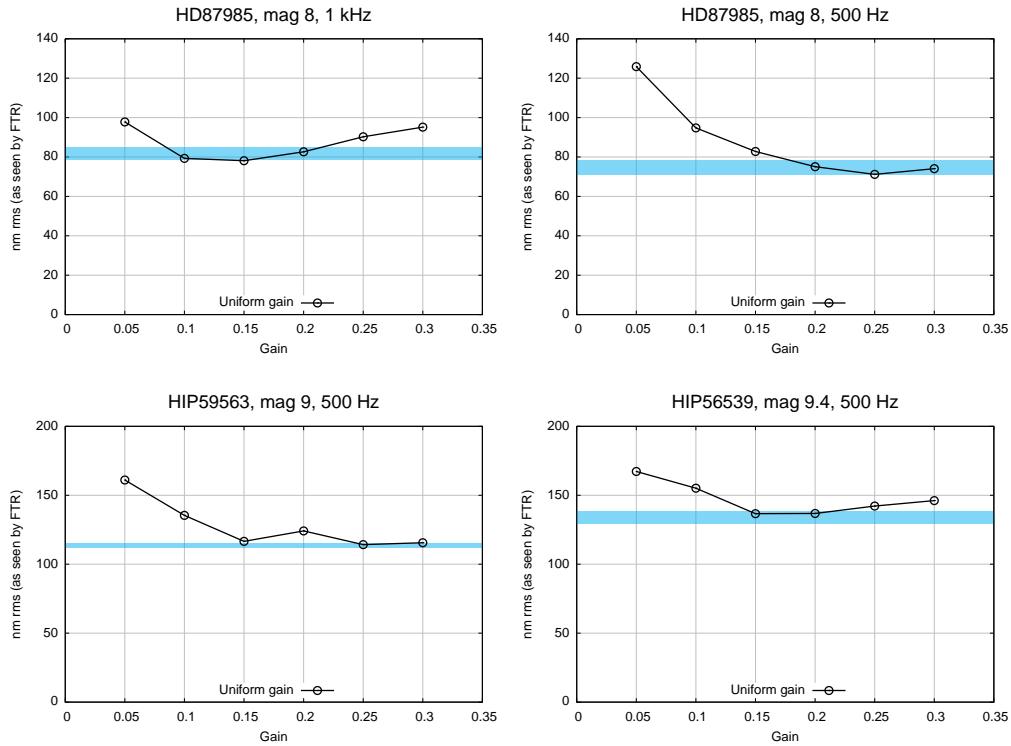 HD87985, mag 8, 1 kHz
nm rms (as seen by FTR)
140
120
100
80
60
40
20
0
Uniform gain
0 0.05 0.1 0.15 0.2 0.25 0.3 0.35
Gain
HD87985, mag 8, 500 Hz
nm rms (as seen by FTR)
140
120
100
80
60
40
20
0
Uniform gain
0 0.05 0.1 0.15 0.2 0.25 0.3 0.35
Gain
HIP59563, mag 9, 500 Hz
nm rms (as seen by FTR)
200
150
100
50
0
Uniform gain
0 0.05 0.1 0.15 0.2 0.25 0.3 0.35
Gain
HIP56539, mag 9.4, 500 Hz
nm rms (as seen by FTR)
200
150
100
50
0
Uniform gain
0 0.05 0.1 0.15 0.2 0.25 0.3 0.35
Gain